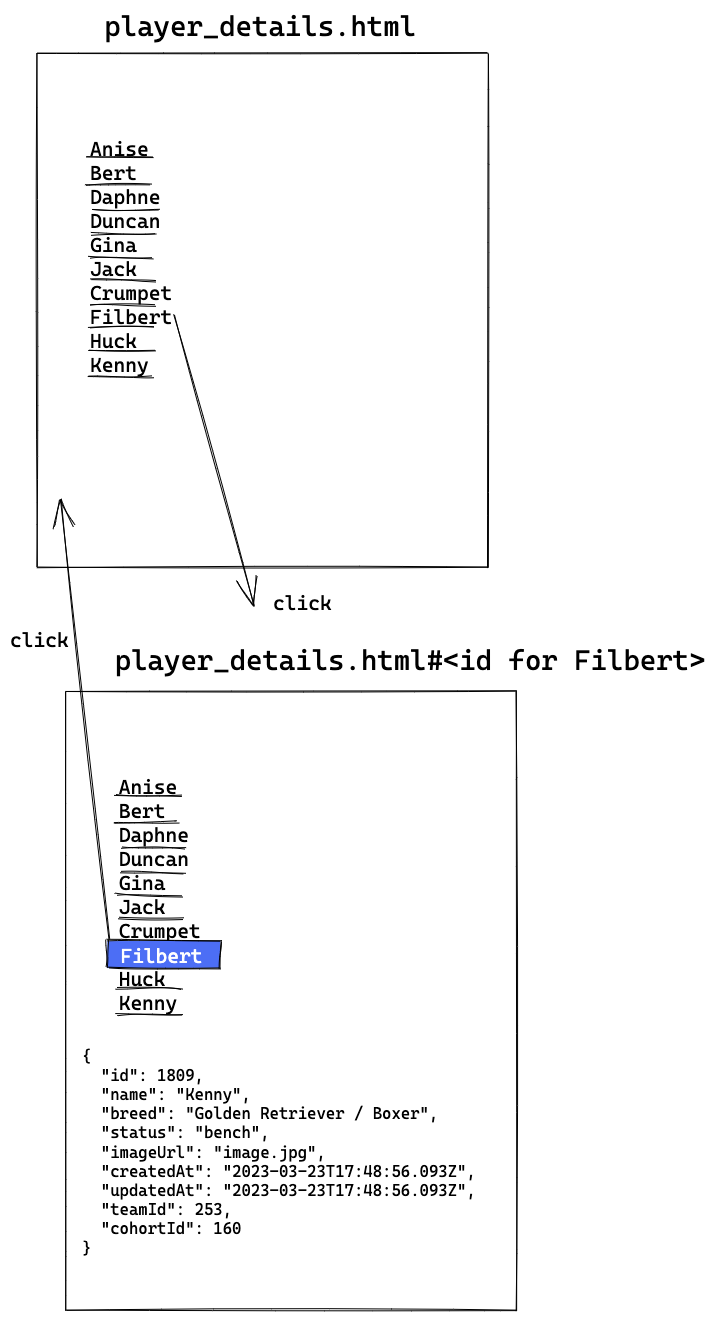 player_details.html
Anise
Bert
Daphne
Duncan
Gina
Jack
Crumpet
Filbert
Huck
Kenny
click
click
player_details.html#<id for Filbert>
Anise
Bert
Daphne
Duncan
Gina
Jack
Crumpet
Filbert
Huck
Kenny
{
  "id": 1809,
  "name": "Kenny",
  "breed": "Golden Retriever / Boxer",
  "status": "bench",
  "imageUrl": "image.jpg",
  "createdAt": "2023-03-23T17:48:56.093Z",
  "updatedAt": "2023-03-23T17:48:56.093Z",
  "teamId": 253,
  "cohortId": 160
}